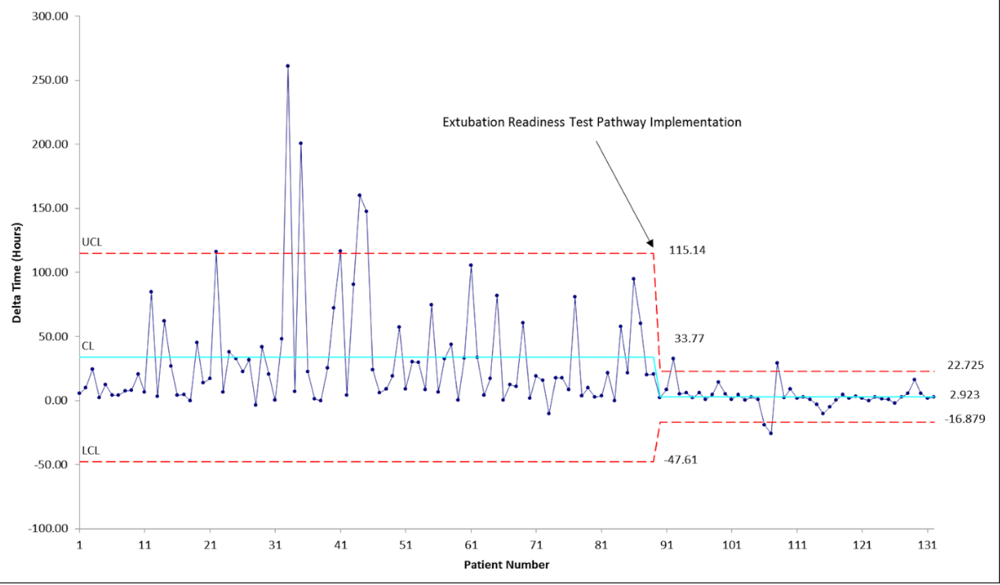 300.00
250.00
200.00
150.00
100.00
50.00
0.00
-50.00
-100.00
Delta Time (Hours)
Extubation Readiness Test Pathway Implementation
UCL
115.14
CL
33.77
22.725
2.923
-16.879
LCL
-47.61
1 11 21 31 41 51 61 71 81 91 101 111 121 131
Patient Number